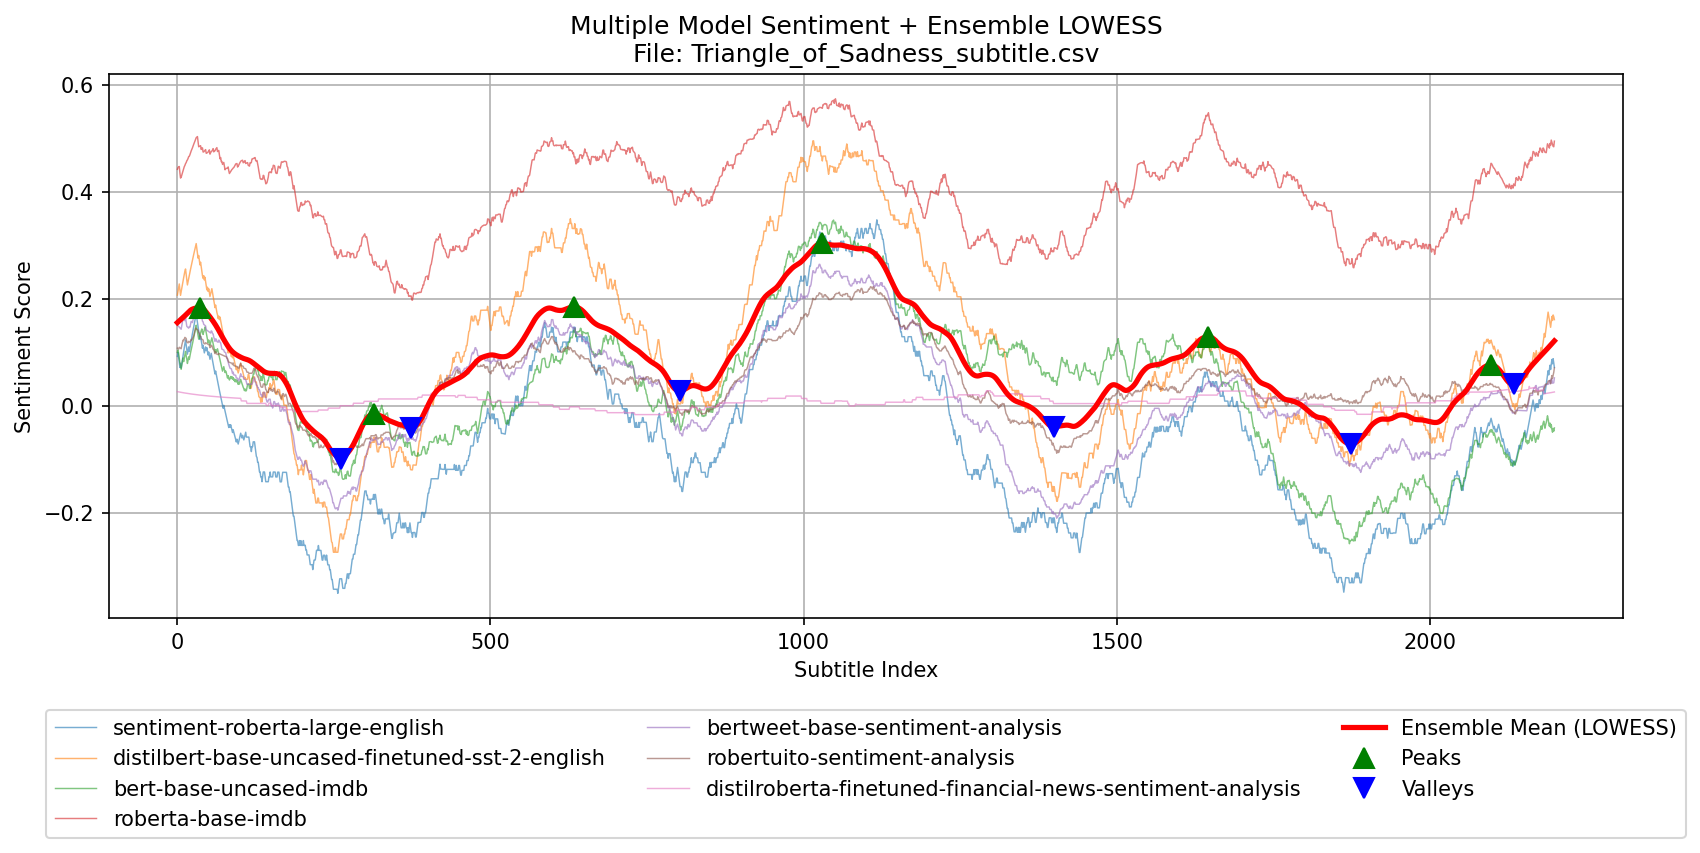 Multiple Model Sentiment + Ensemble LOWESS
File: Triangle_of_Sadness_subtitle.csv
Sentiment Score
0.6
0.4
0.2
0.0
−0.2
0
500
1000
1500
2000
Subtitle Index
sentiment-roberta-large-english
distilbert-base-uncased-finetuned-sst-2-english
bert-base-uncased-imdb
roberta-base-imdb
bertweet-base-sentiment-analysis
robertuito-sentiment-analysis
distilroberta-finetuned-financial-news-sentiment-analysis
Ensemble Mean (LOWESS)
Peaks
Valleys